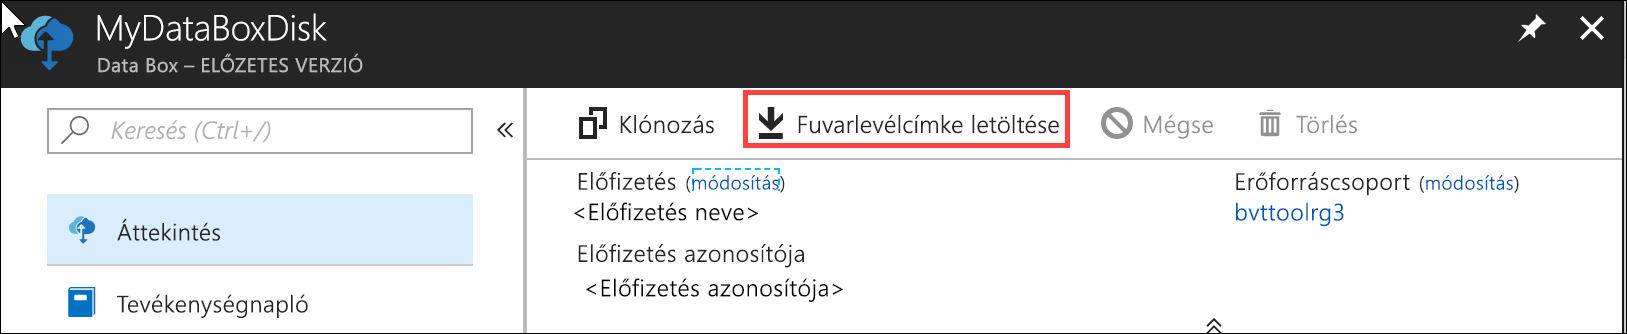 MyDataBoxDisk
Data Box – ELŐZETES VERZIÓ
Keresés (Ctrl+/)
Áttekintés
Tevékenységnapló
Klónozás Fuvarlevélcímke letöltése Mégse Törlés
Előfizetés (módosítás)
<Előfizetés neve>
Előfizetés azonosítója
<Előfizetés azonosítója>
Erőforráscsoport (módosítás)
bvttoolrg3